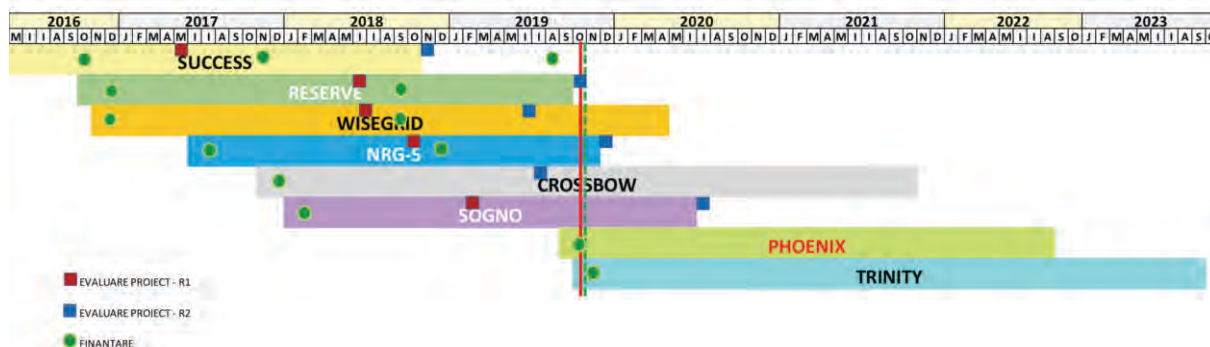 2016 2017 2018 2019 2020 2021 2022 2023
M I I A S O N D J F M A M I I A S O N D J F M A M I I A S O N D J F M A M I I A S O N D J F M A M I I A S O N D J F M A M I I A S O N D J F M A M I I A S O N D J F M A M I I A S
SUCCESS
RESERVE
WISEGRID
NRG-5
CROSSBOW
SOGNO
PHOENIX
TRINITY
EVALUARE PROIECT - R1
EVALUARE PROIECT - R2
FINANTARE